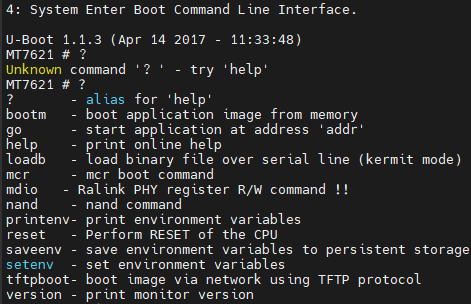 4: System Enter Boot Command Line Interface.
U-Boot 1.1.3 (Apr 14 2017 - 11:33:48)
MT7621 # ?
Unknown command '? ' - try 'help'
MT7621 # ?
?       - alias for 'help'
bootm   - boot application image from memory
go      - start application at address 'addr'
help    - print online help
loadb   - load binary file over serial line (kermit mode)
mcr     - mcr boot command
mdio   - Ralink PHY register R/W command !!
nand    - nand command
printenv- print environment variables
reset   - Perform RESET of the CPU
saveenv - save environment variables to persistent storage
setenv  - set environment variables
tftpboot- boot image via network using TFTP protocol
version - print monitor version